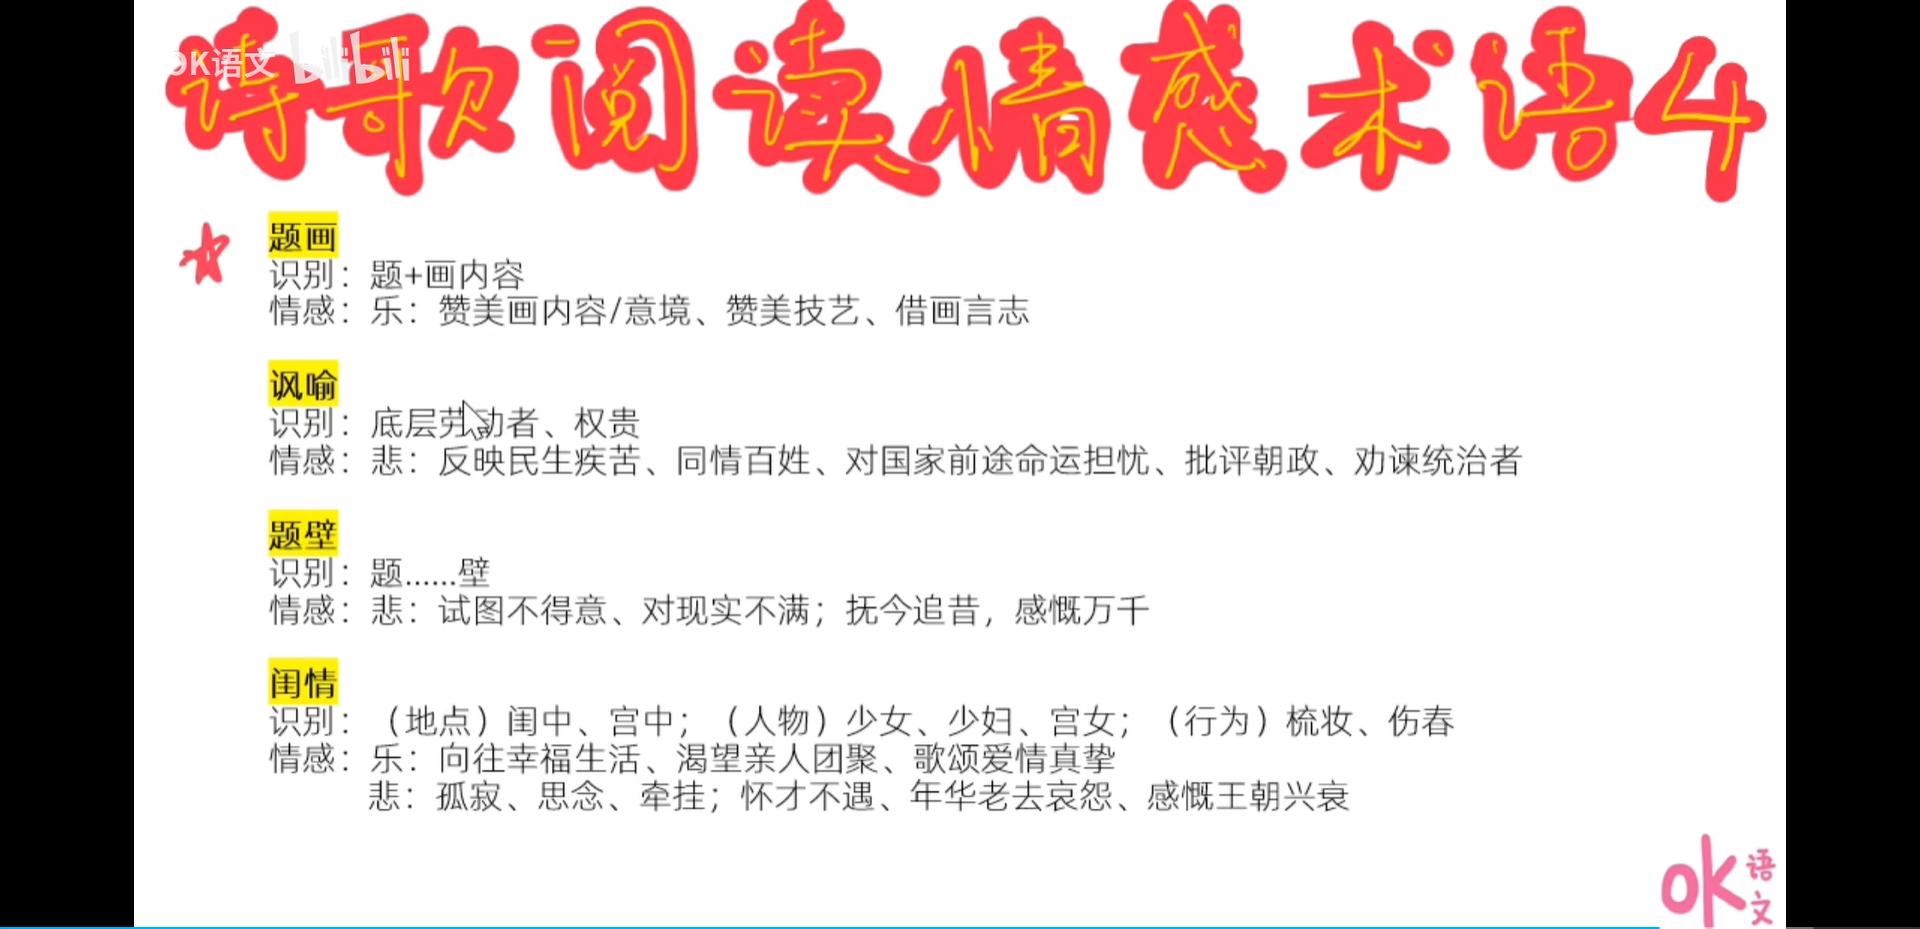 诗歌阅读情感术语4
OK语文 bilibili
题画
识别：题+画内容
情感：乐：赞美画内容/意境、赞美技艺、借画言志
讽喻
识别：底层劳动者、权贵
情感：悲：反映民生疾苦、同情百姓、对国家前途命运担忧、批评朝政、劝谏统治者
题壁
识别：题……壁
情感：悲：试图不得意、对现实不满；抚今追昔，感慨万千
闺情
识别：（地点）闺中、宫中；（人物）少女、少妇、宫女；（行为）梳妆、伤春
情感：乐：向往幸福生活、渴望亲人团聚、歌颂爱情真挚
悲：孤寂、思念、牵挂；怀才不遇、年华老去哀怨、感慨王朝兴衰
ok语文